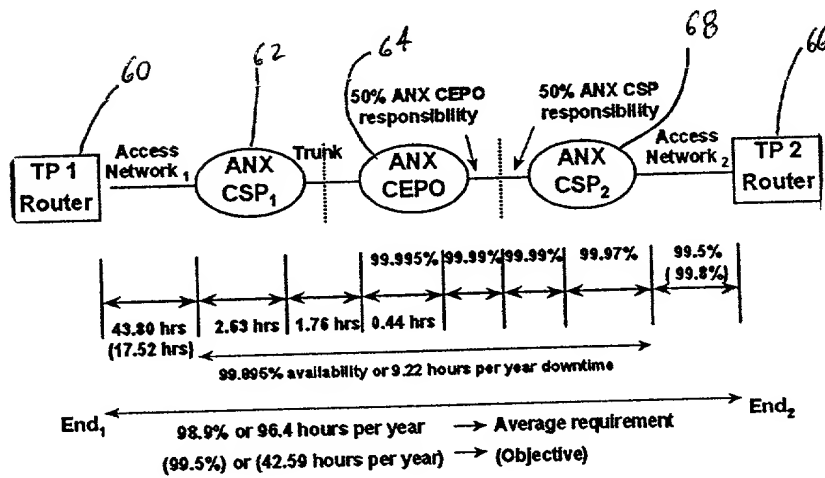 60
62
64
68
66
50% ANX CEPO
responsibility
50% ANX CSP
responsibility
TP 1
Router
Access
Network 1
ANX
CSP1
Trunk
ANX
CEPO
ANX
CSP2
Access
Network 2
TP 2
Router
99.995%
99.99%
99.99%
99.97%
99.5%
(99.8%)
43.80 hrs
(17.52 hrs)
2.63 hrs
1.76 hrs
0.44 hrs
99.895% availability or 9.22 hours per year downtime
End1
End2
98.9% or 96.4 hours per year → Average requirement
(99.5%) or (42.59 hours per year) → (Objective)